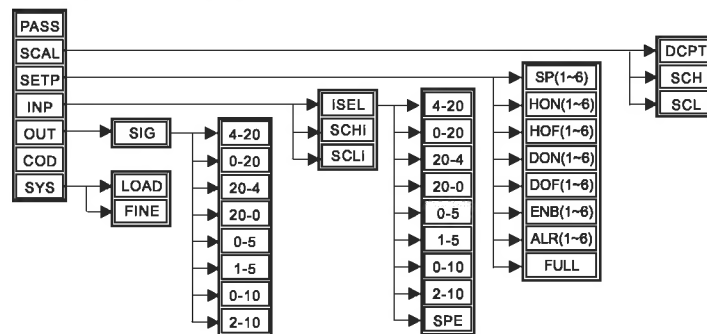 PASS
SCAL
SETP
INP
OUT
COD
SYS
SIG
LOAD
FINE
4-20
0-20
20-4
20-0
0-5
1-5
0-10
2-10
iSEL
SCHi
SCLi
4-20
0-20
20-4
20-0
0-5
1-5
0-10
2-10
SPE
SP(1~6)
HON(1~6)
HOF(1~6)
DON(1~6)
DOF(1~6)
ENB(1~6)
ALR(1~6)
FULL
DCPT
SCH
SCL